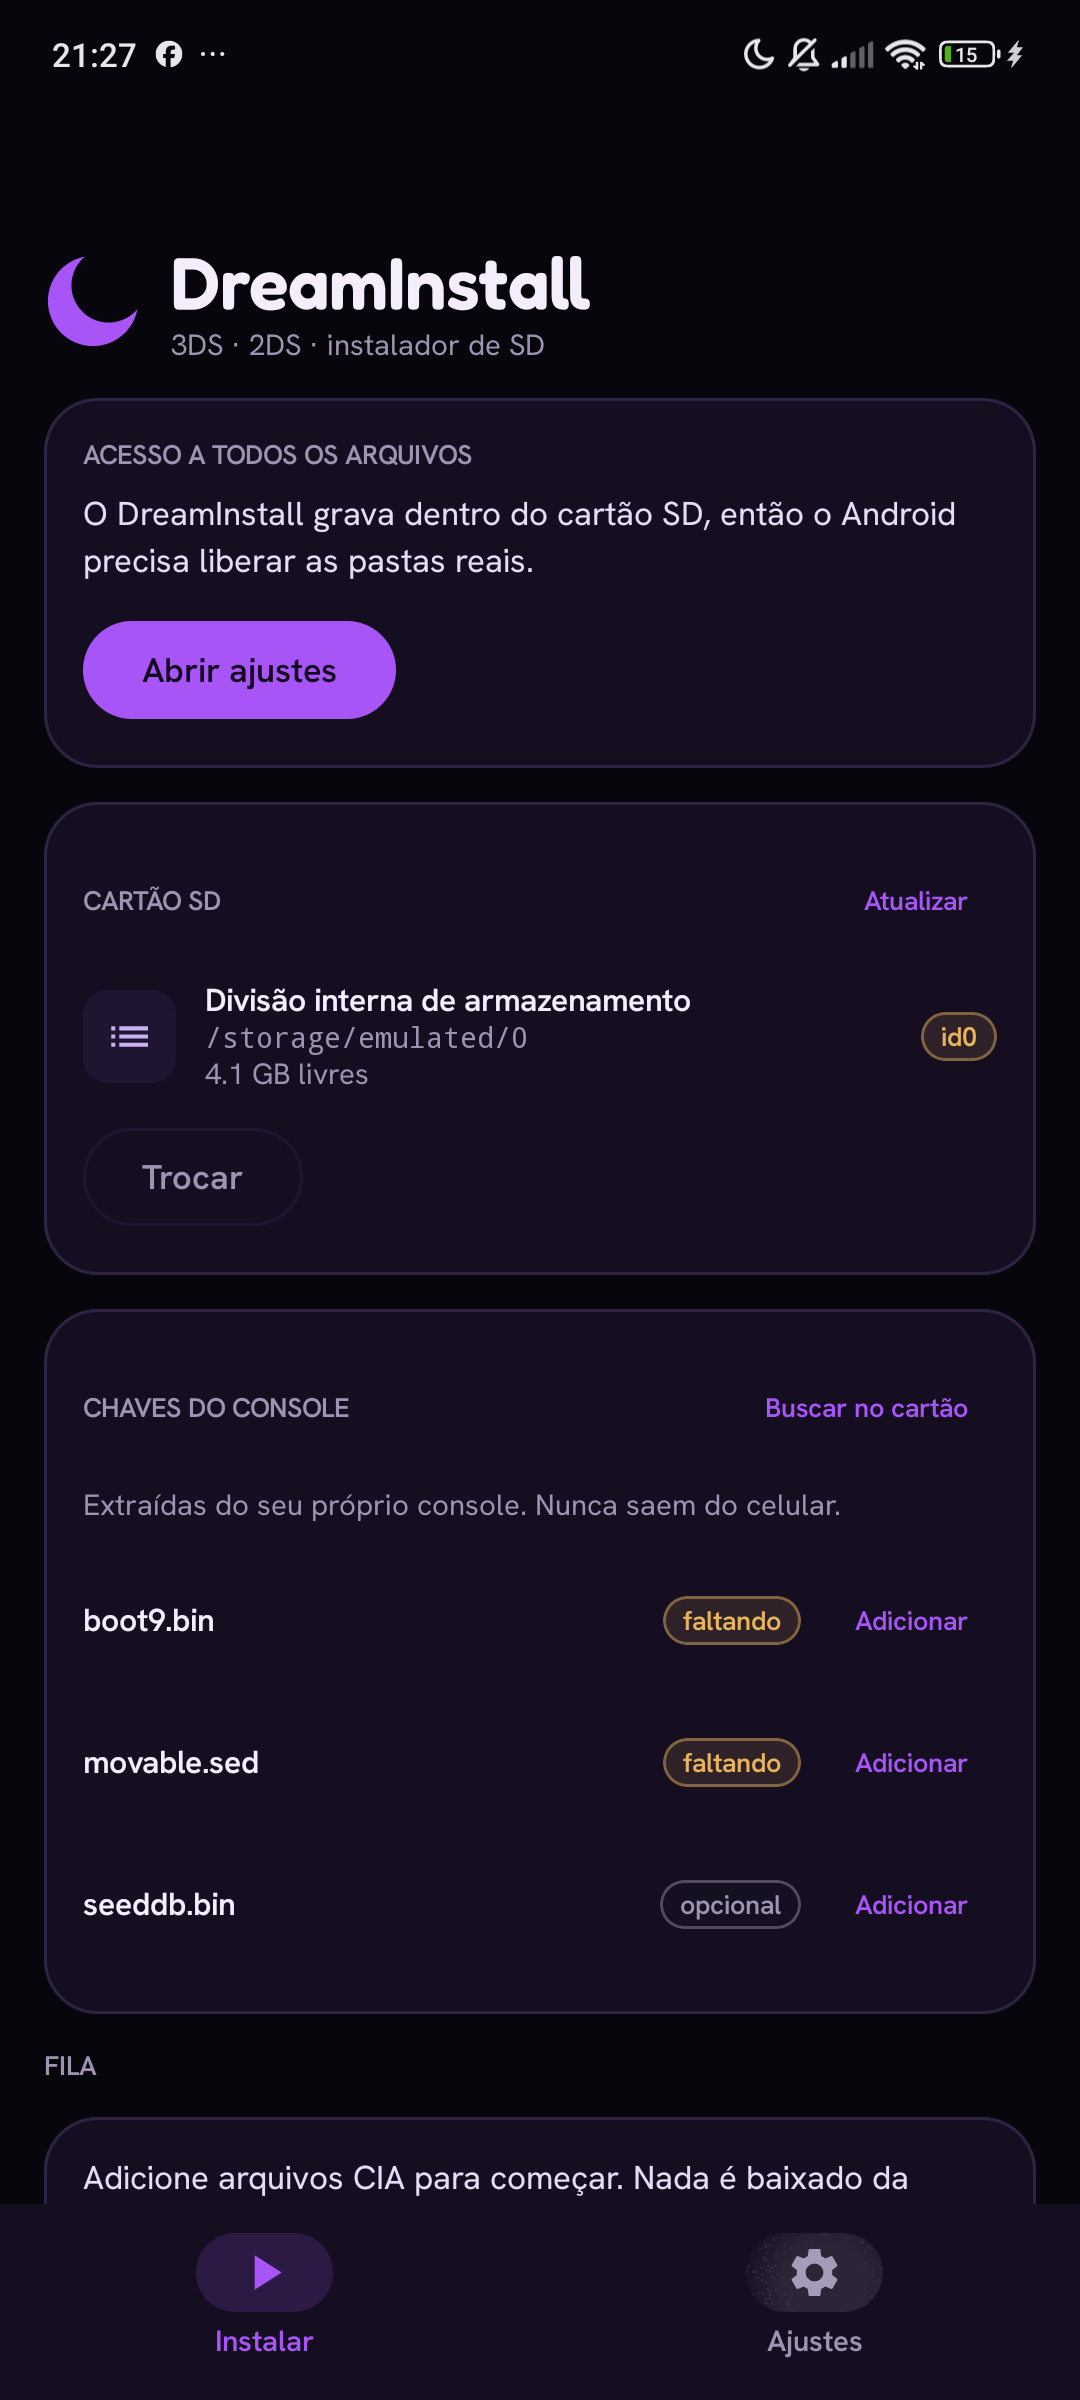 21:27
15
DreamInstall
3DS · 2DS · instalador de SD
ACESSO A TODOS OS ARQUIVOS
O DreamInstall grava dentro do cartão SD, então o Android
precisa liberar as pastas reais.
Abrir ajustes
CARTÃO SD
Atualizar
Divisão interna de armazenamento
/storage/emulated/0
4.1 GB livres
id0
Trocar
CHAVES DO CONSOLE
Buscar no cartão
Extraídas do seu próprio console. Nunca saem do celular.
boot9.bin
faltando
Adicionar
movable.sed
faltando
Adicionar
seeddb.bin
opcional
Adicionar
FILA
Adicione arquivos CIA para começar. Nada é baixado da
Instalar
Ajustes